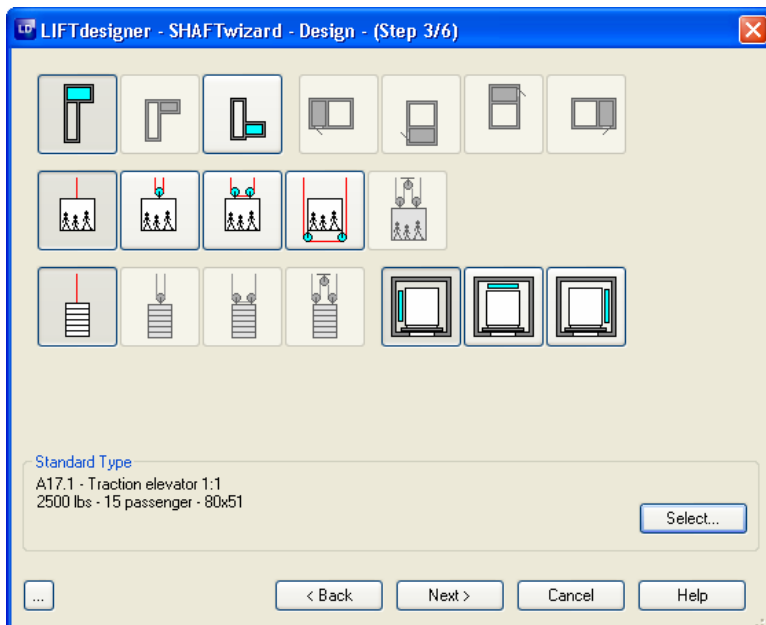 LD LIFTdesigner - SHAFTwizard - Design - (Step 3/6)
Standard Type
A17.1 - Traction elevator 1:1
2500 lbs - 15 passenger - 80x51
Select...
...
< Back
Next >
Cancel
Help